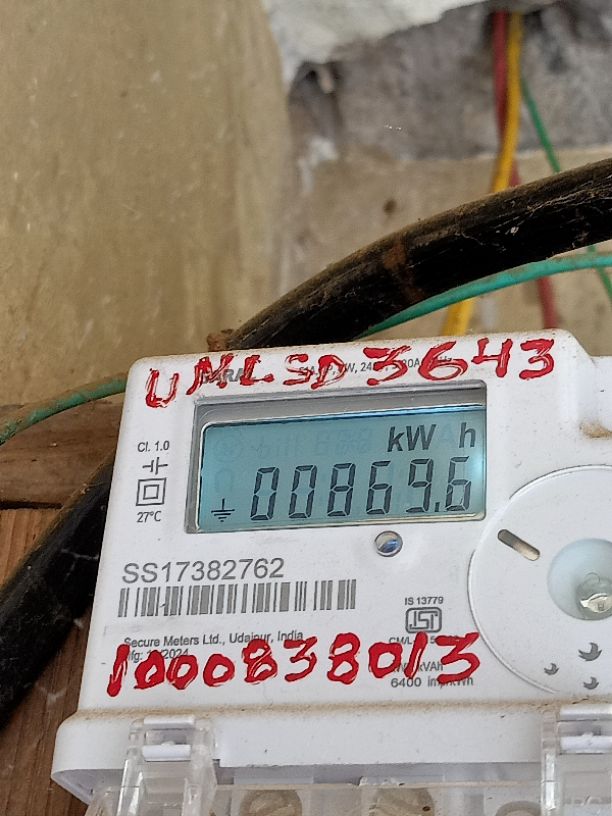 UNLSD3643
Cl. 1.0
kW h
00869.6
27°C
SS17382762
IS 13779
Secure Meters Ltd., Udaipur, India
1000838013
6400 imp/kWh